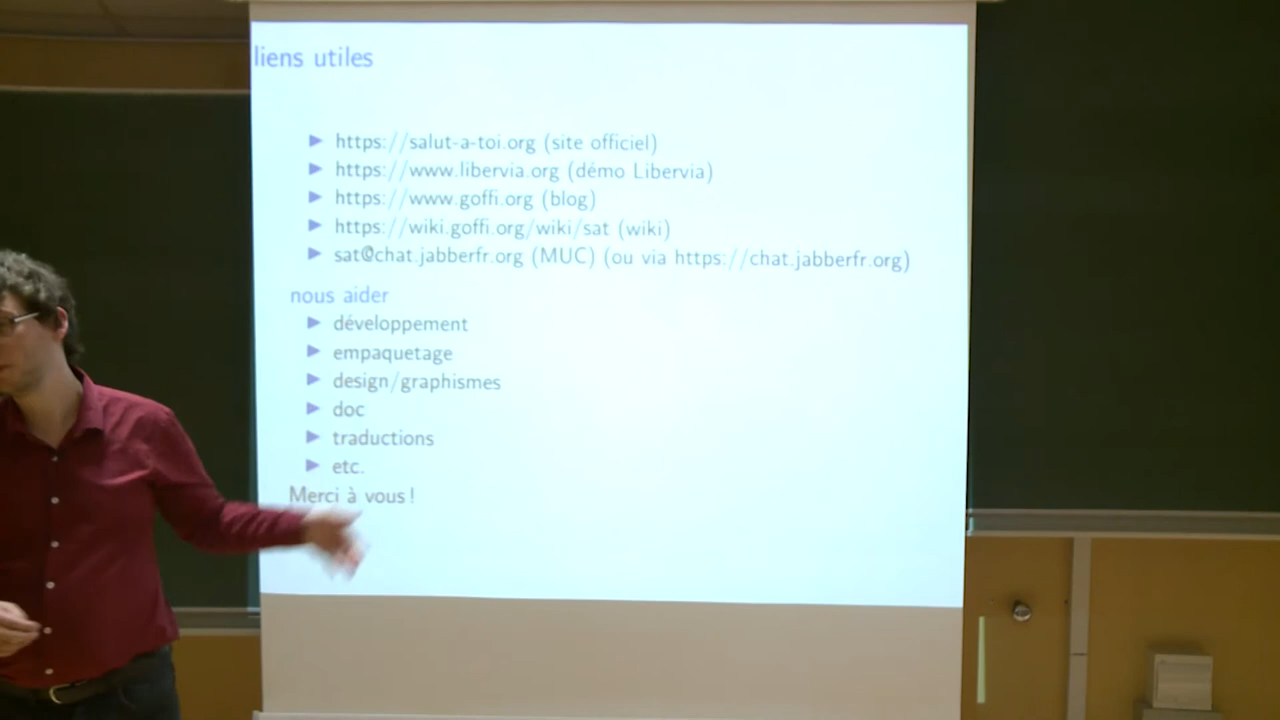 liens utiles
▶ https://salut-a-toi.org (site officiel)
▶ https://www.libervia.org (démo Libervia)
▶ https://www.goffi.org (blog)
▶ https://wiki.goffi.org/wiki/sat (wiki)
▶ sat@chat.jabberfr.org (MUC) (ou via https://chat.jabberfr.org)
nous aider
▶ développement
▶ empaquetage
▶ design/graphismes
▶ doc
▶ traductions
▶ etc.
Merci à vous !